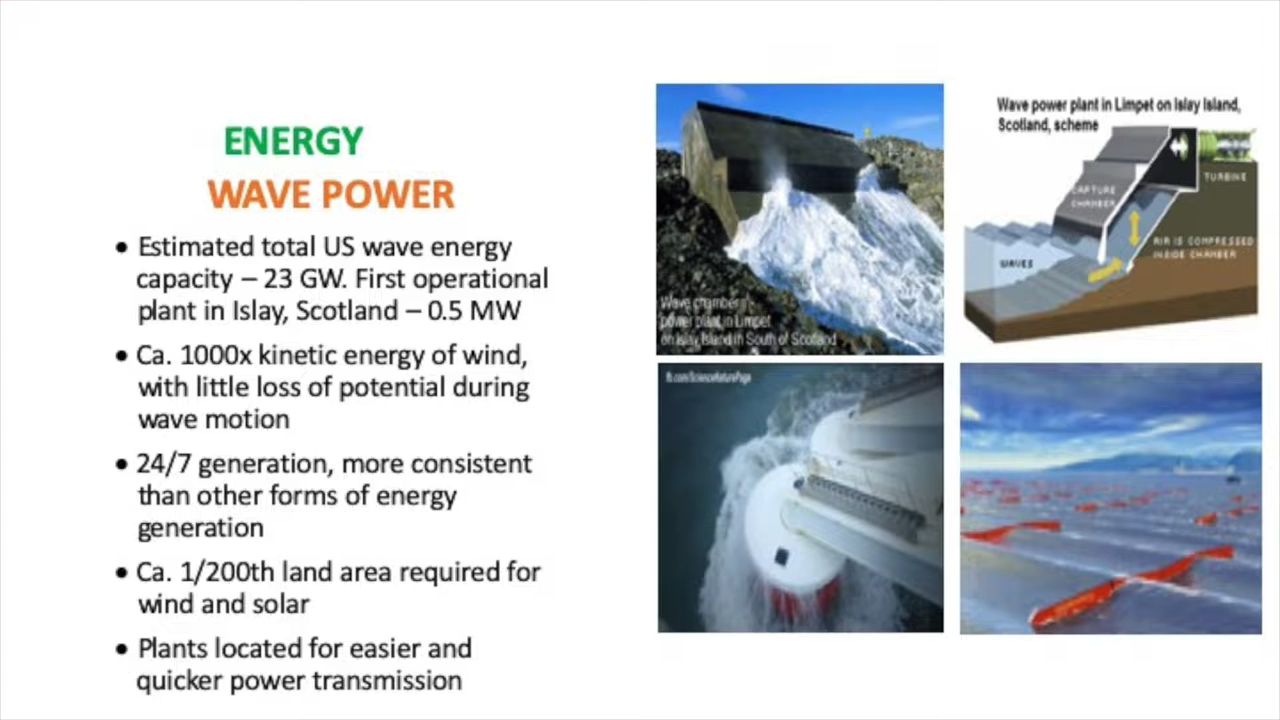 ENERGY
WAVE POWER
• Estimated total US wave energy
capacity – 23 GW. First operational
plant in Islay, Scotland – 0.5 MW
• Ca. 1000x kinetic energy of wind,
with little loss of potential during
wave motion
• 24/7 generation, more consistent
than other forms of energy
generation
• Ca. 1/200th land area required for
wind and solar
• Plants located for easier and
quicker power transmission
Wave chamber
power plant in Limpet
on Islay Island in South of Scotland
Wave power plant in Limpet on Islay Island,
Scotland, scheme
TURBINE
CAPTURE
CHAMBER
AIR IS COMPRESSED
INSIDE CHAMBER
WAVES
fb.com/ScienceNaturePage